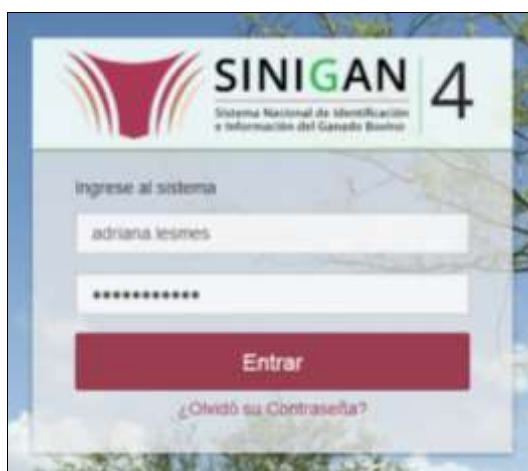 SINIGAN 4
Sistema Nacional de Identificación
e Información del Ganado Bovino
Ingrese al sistema
adriana.lesmes
•••••••••••
Entrar
¿Olvidó su Contraseña?